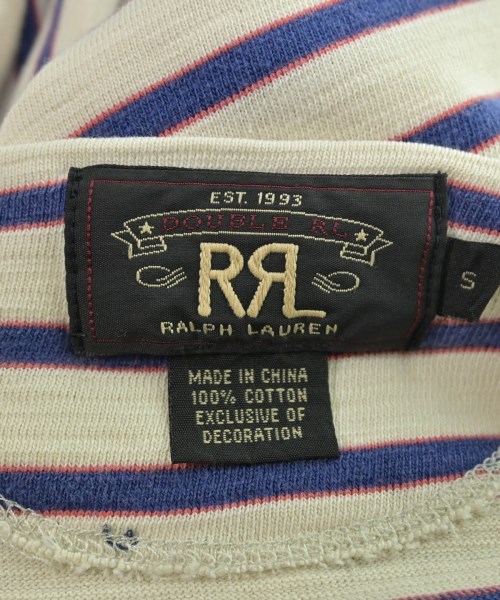 EST. 1993
DOUBLE RL
RRL
RALPH LAUREN
S
MADE IN CHINA
100% COTTON
EXCLUSIVE OF
DECORATION